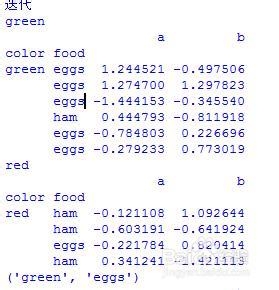 迭代
green
a b
color food
green eggs 1.244521 -0.497506
eggs 1.274700 1.297823
eggs -1.444153 -0.345540
ham 0.444793 -0.811918
eggs -0.784803 0.226696
eggs -0.279233 0.773019
red
a b
color food
red ham -0.121108 1.092644
ham -0.603191 -0.641924
eggs -0.221784 0.820414
ham 0.341241 -1.421113
('green', 'eggs')